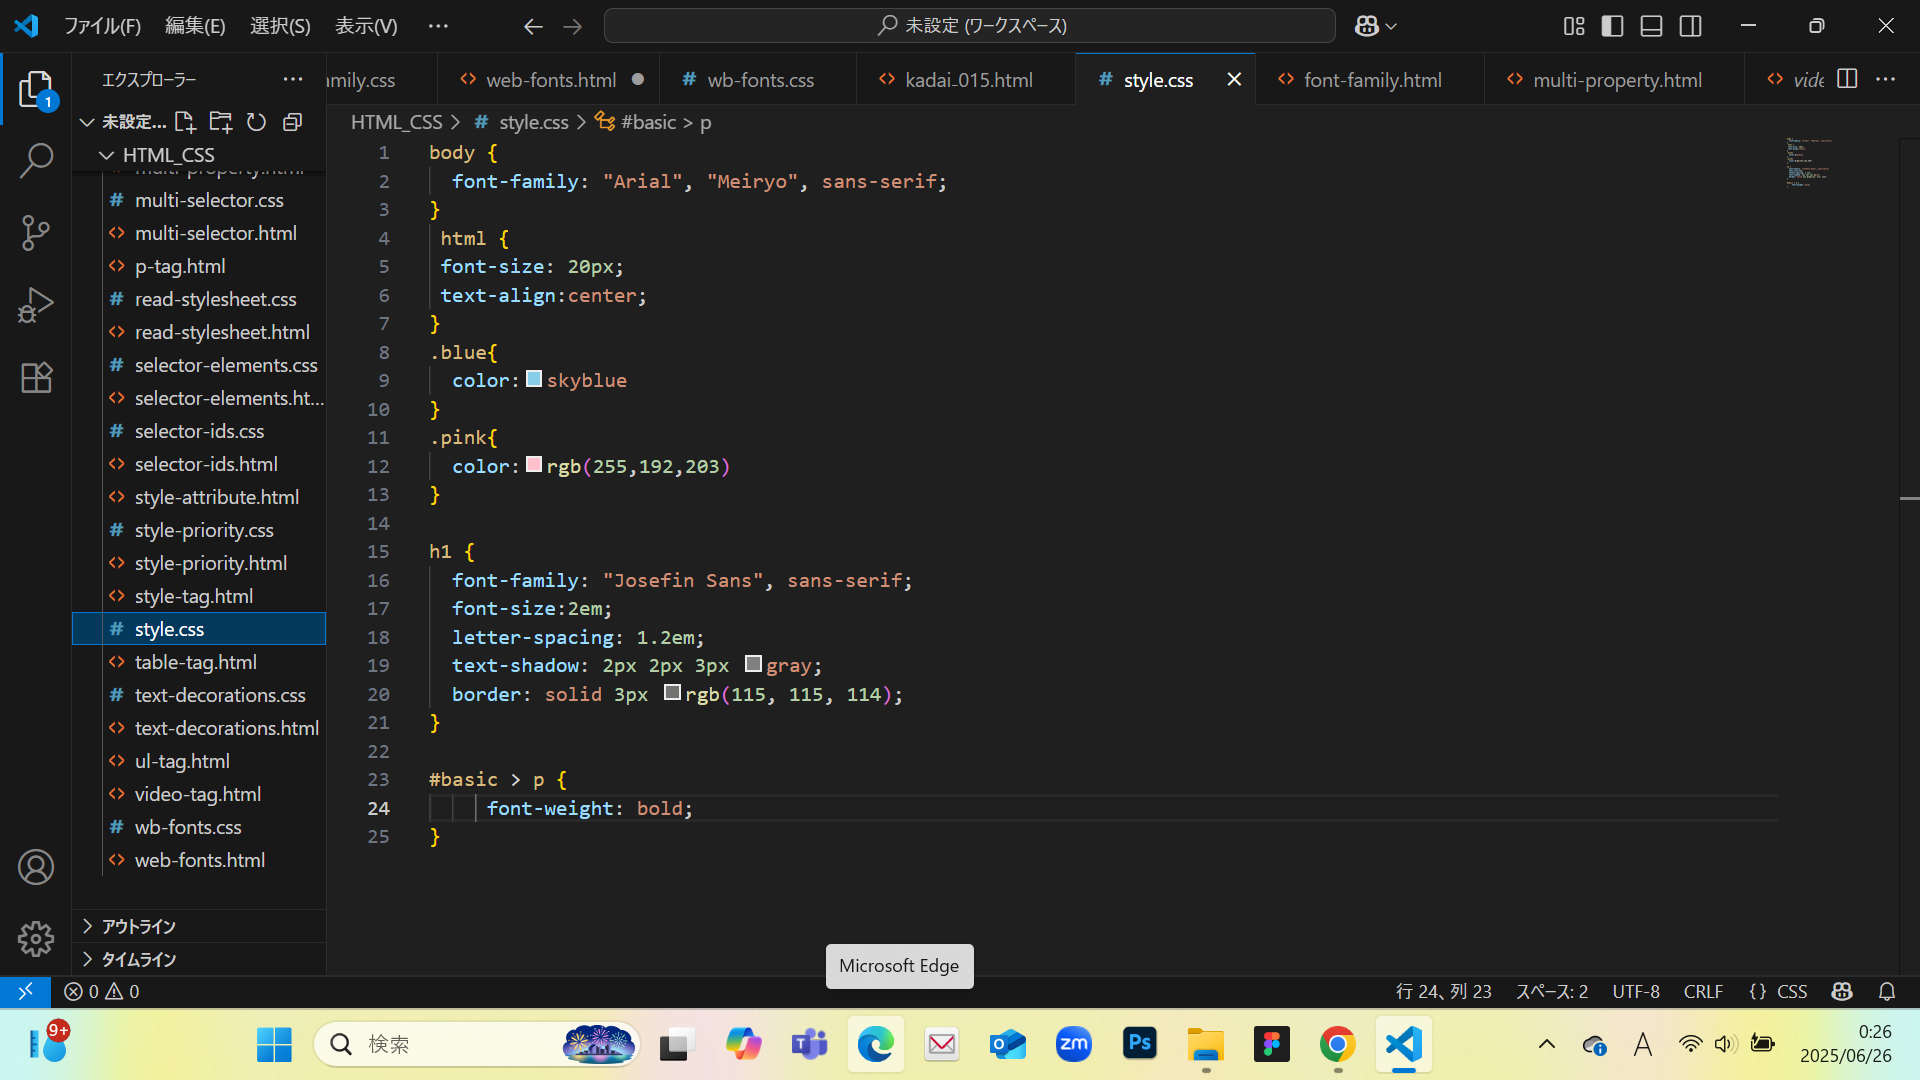 ファイル(F) 編集(E) 選択(S) 表示(V) ··· 未設定 (ワークスペース)
エクスプローラー ···
amily.css web-fonts.html wb-fonts.css kadai_015.html style.css font-family.html multi-property.html vide ···
未設定...
HTML_CSS
multi-property.html
multi-selector.css
multi-selector.html
p-tag.html
read-stylesheet.css
read-stylesheet.html
selector-elements.css
selector-elements.ht...
selector-ids.css
selector-ids.html
style-attribute.html
style-priority.css
style-priority.html
style-tag.html
style.css
table-tag.html
text-decorations.css
text-decorations.html
ul-tag.html
video-tag.html
wb-fonts.css
web-fonts.html
アウトライン
タイムライン
1
HTML_CSS > # style.css > #basic > p
1 body {
2 font-family: "Arial", "Meiryo", sans-serif;
3 }
4 html {
5 font-size: 20px;
6 text-align:center;
7 }
8 .blue{
9 color:skyblue
10 }
11 .pink{
12 color:rgb(255,192,203)
13 }
14
15 h1 {
16 font-family: "Josefin Sans", sans-serif;
17 font-size:2em;
18 letter-spacing: 1.2em;
19 text-shadow: 2px 2px 3px gray;
20 border: solid 3px rgb(115, 115, 114);
21 }
22
23 #basic > p {
24 font-weight: bold;
25 }
Microsoft Edge
0 0 行 24、列 23 スペース: 2 UTF-8 CRLF {} CSS
9+ 検索 T zm Ps A 0:26
2025/06/26